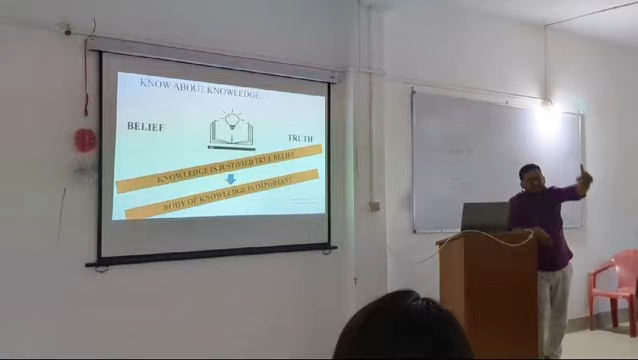 KNOW ABOUT KNOWLEDGE
BELIEF
TRUTH
KNOWLEDGE IS JUSTIFIED TRUE BELIEF
BODY OF KNOWLEDGE IS IMPORTANT